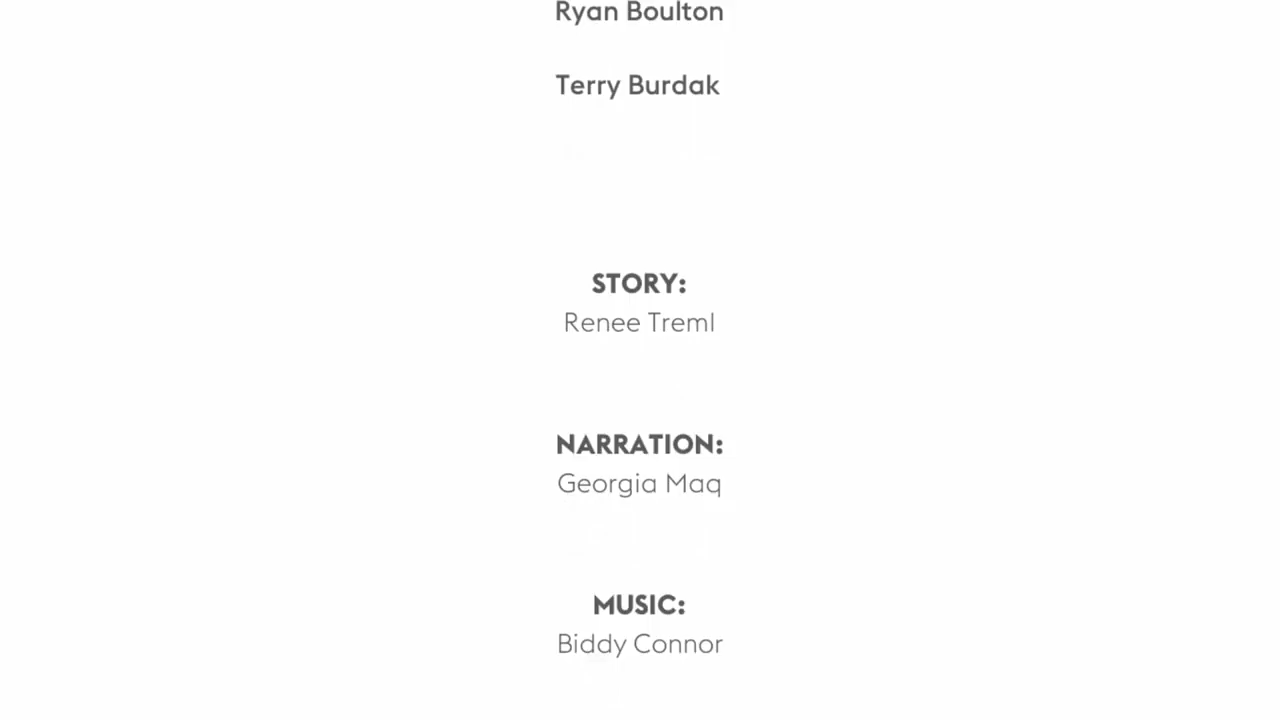 Ryan Boulton
Terry Burdak
STORY:
Renee Treml
NARRATION:
Georgia Maq
MUSIC:
Biddy Connor